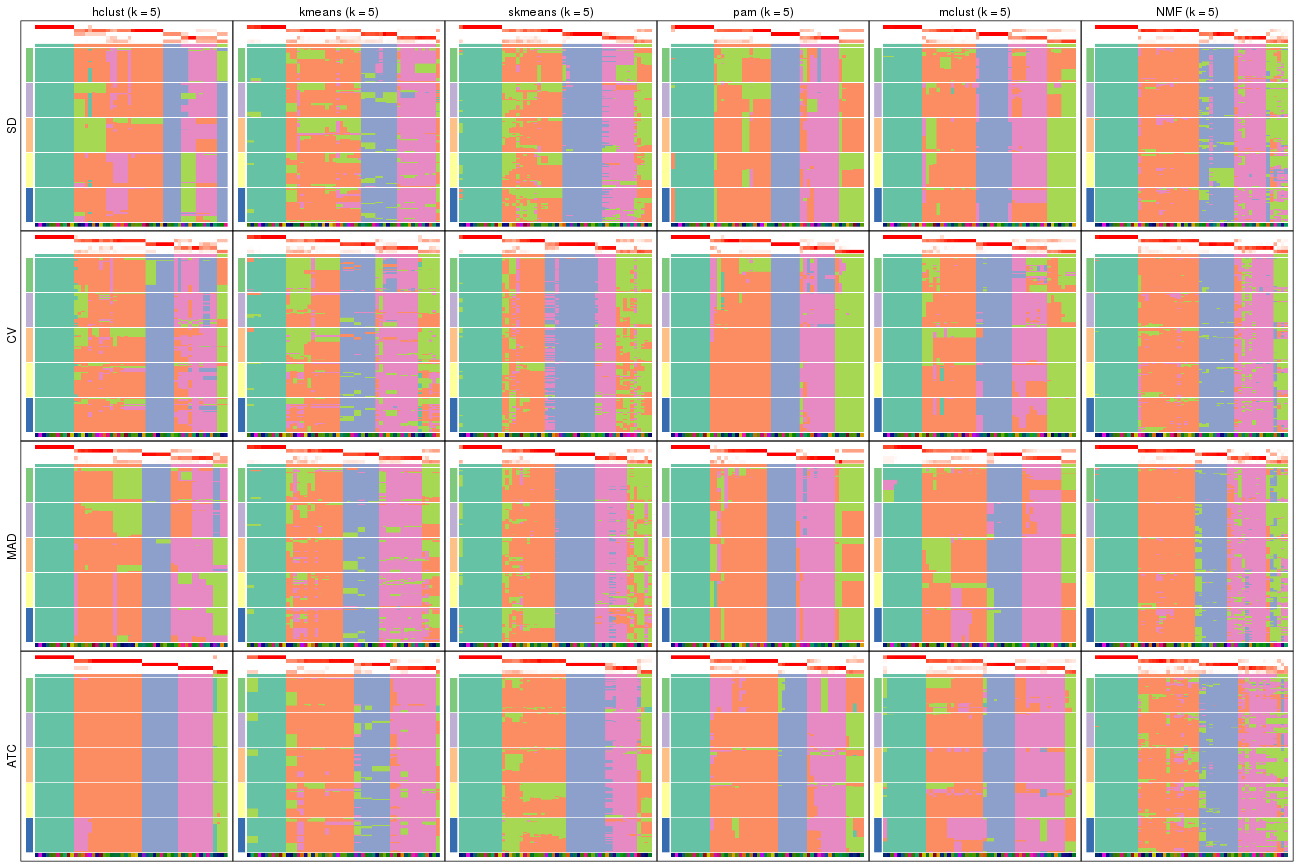 hclust (k = 5) kmeans (k = 5) skmeans (k = 5) pam (k = 5) mclust (k = 5) NMF (k = 5)
SD
CV
MAD
ATC